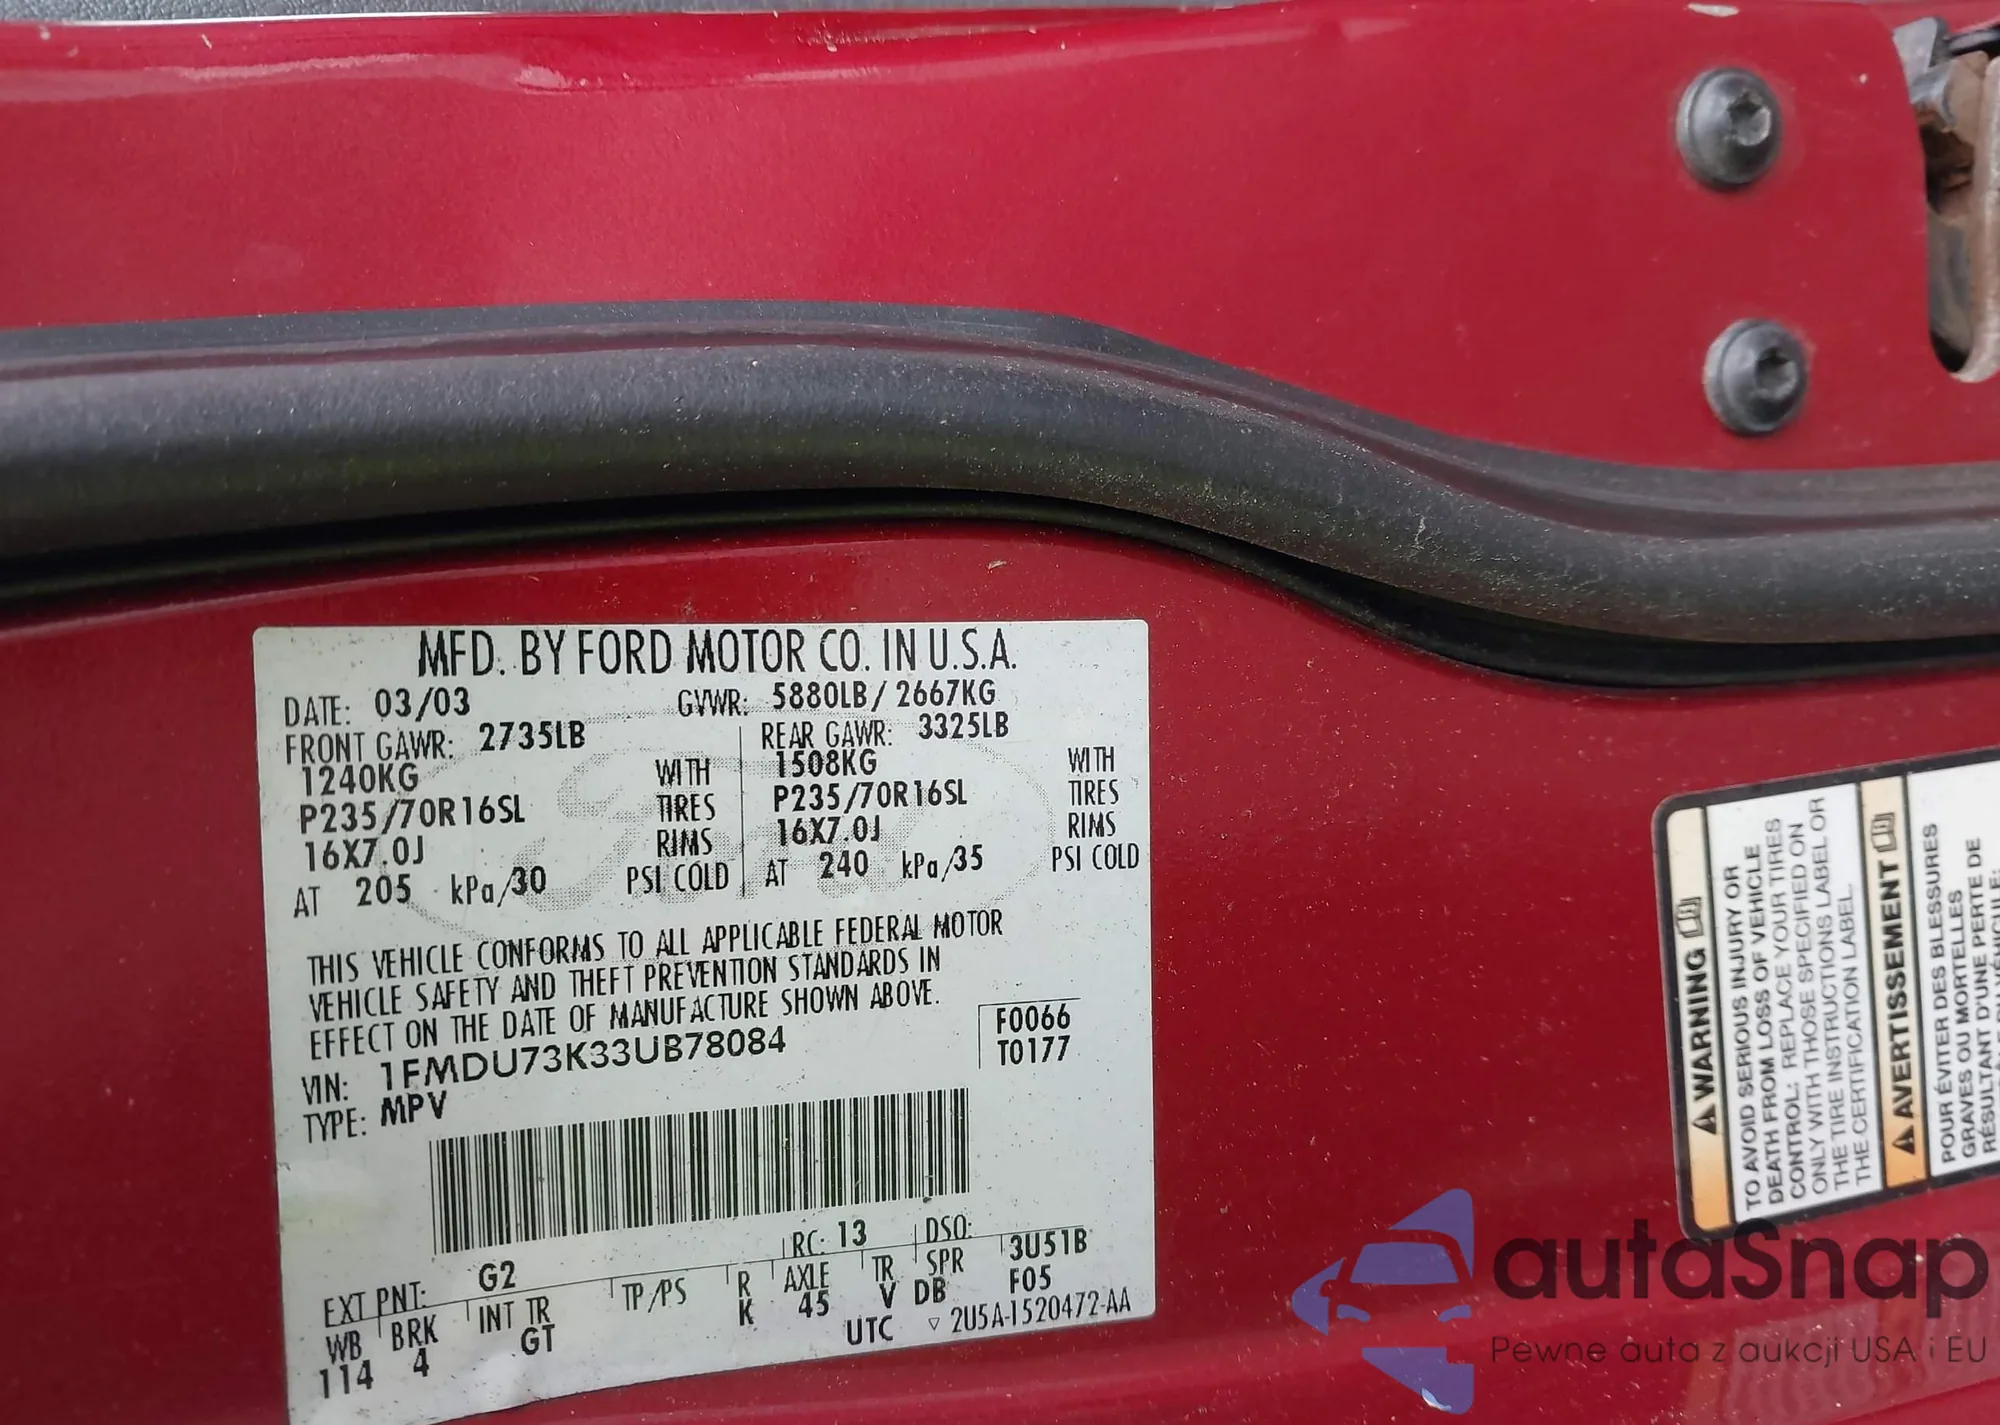 MFD. BY FORD MOTOR CO. IN U.S.A.
DATE: 03/03 GVWR: 5880LB/ 2667KG
FRONT GAWR: 2735LB REAR GAWR: 3325LB
1240KG WITH 1508KG WITH
P235/70R16SL TIRES P235/70R16SL TIRES
16X7.0J RIMS 16X7.0J RIMS
AT 205 kPa/30 PSI COLD AT 240 kPa/35 PSI COLD
THIS VEHICLE CONFORMS TO ALL APPLICABLE FEDERAL MOTOR
VEHICLE SAFETY AND THEFT PREVENTION STANDARDS IN
EFFECT ON THE DATE OF MANUFACTURE SHOWN ABOVE.
F0066
VIN: 1FMDU73K33UB78084 T0177
TYPE: MPV
EXT PNT: G2 RC: 13 DSO: 3U51B
WB BRK INT TR TP/PS R AXLE TR SPR F05
114 4 GT K 45 V DB
UTC ▽ 2U5A-1520472-AA
⚠ WARNING
TO AVOID SERIOUS INJURY OR
DEATH FROM LOSS OF VEHICLE
CONTROL: REPLACE YOUR TIRES
ONLY WITH THOSE SPECIFIED ON
THE TIRE INSTRUCTIONS LABEL OR
THE CERTIFICATION LABEL.
⚠ AVERTISSEMENT
POUR ÉVITER DES BLESSURES
GRAVES OU MORTELLES
RÉSULTANT D'UNE PERTE DE
autaSnap
Pewne auta z aukcji USA i EU